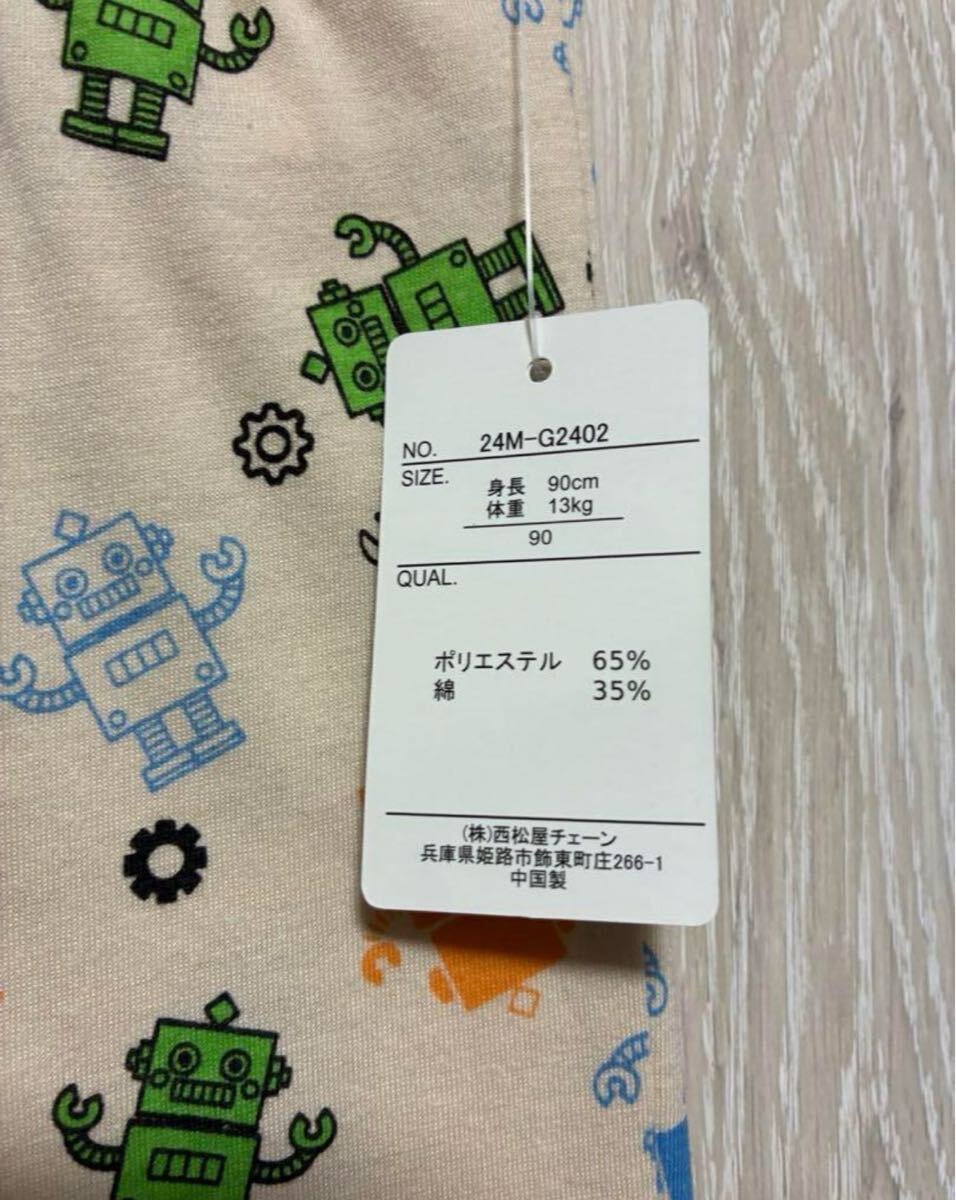 NO. 24M-G2402
SIZE. 身長 90cm
体重 13kg
90
QUAL.
ポリエステル 65%
綿 35%
(株)西松屋チェーン
兵庫県姫路市飾東町庄266-1
中国製